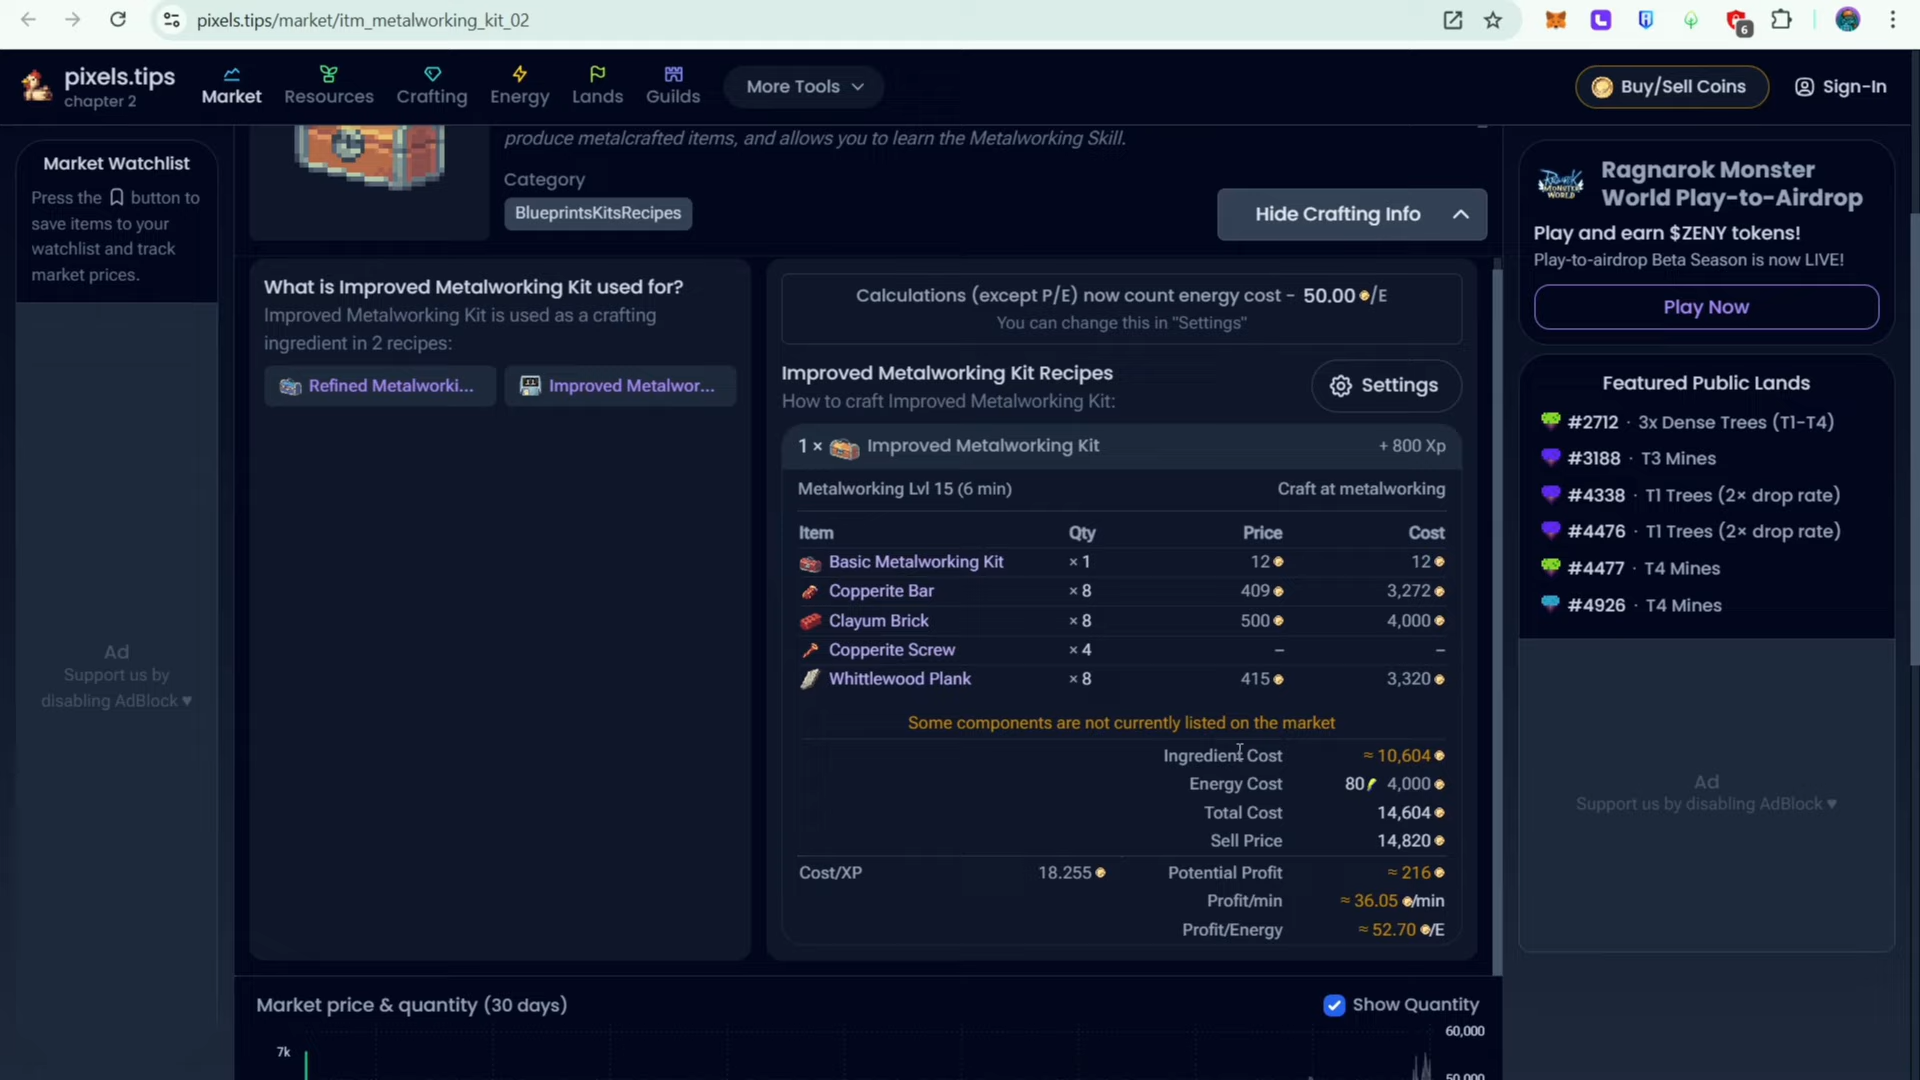 pixels.tips/market/itm_metalworking_kit_02
6
pixels.tips
chapter 2
Market
Resources
Crafting
Energy
Lands
Guilds
More Tools
Buy/Sell Coins
Sign-In
Market Watchlist
Press the button to
save items to your
watchlist and track
market prices.
Ad
Support us by
disabling AdBlock ♥
produce metalcrafted items, and allows you to learn the Metalworking Skill.
Category
BlueprintsKitsRecipes
Hide Crafting Info
What is Improved Metalworking Kit used for?
Improved Metalworking Kit is used as a crafting
ingredient in 2 recipes:
Refined Metalworki...
Improved Metalwor...
Calculations (except P/E) now count energy cost - 50.00 /E
You can change this in "Settings"
Improved Metalworking Kit Recipes
How to craft Improved Metalworking Kit:
Settings
1 × Improved Metalworking Kit + 800 Xp
Metalworking Lvl 15 (6 min) Craft at metalworking
Item Qty Price Cost
Basic Metalworking Kit × 1 12 12
Copperite Bar × 8 409 3,272
Clayum Brick × 8 500 4,000
Copperite Screw × 4 – –
Whittlewood Plank × 8 415 3,320
Some components are not currently listed on the market
Ingredient Cost ≈ 10,604
Energy Cost 80 4,000
Total Cost 14,604
Sell Price 14,820
Cost/XP 18.255 Potential Profit ≈ 216
Profit/min ≈ 36.05 /min
Profit/Energy ≈ 52.70 /E
Market price & quantity (30 days)
Show Quantity
7k
60,000
50,000
Ragnarok Monster
World Play-to-Airdrop
Play and earn $ZENY tokens!
Play-to-airdrop Beta Season is now LIVE!
Play Now
Featured Public Lands
#2712 · 3x Dense Trees (T1-T4)
#3188 · T3 Mines
#4338 · T1 Trees (2× drop rate)
#4476 · T1 Trees (2× drop rate)
#4477 · T4 Mines
#4926 · T4 Mines
Ad
Support us by disabling AdBlock ♥